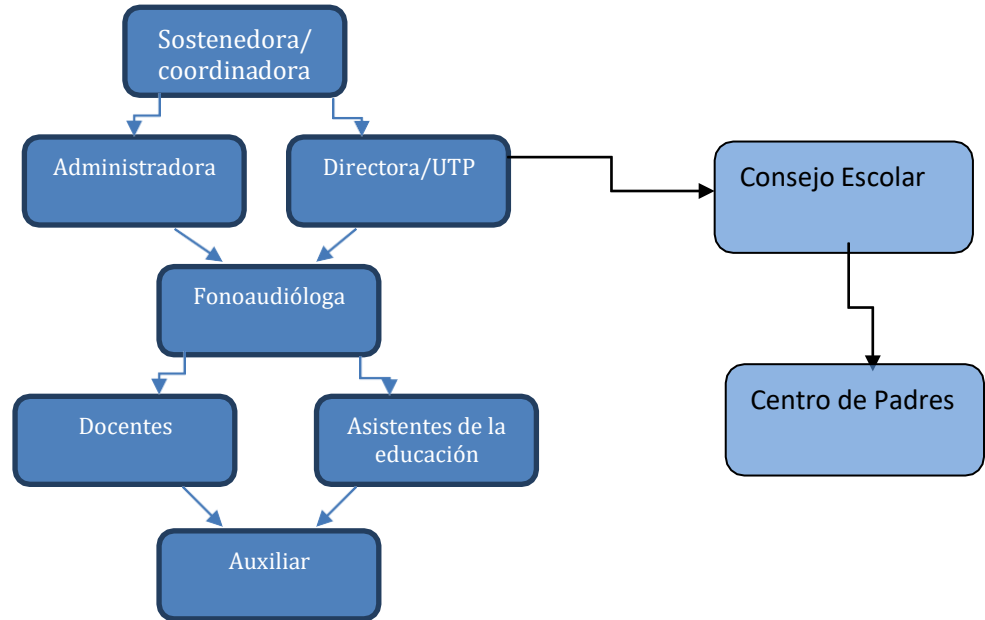 Sostenedora/
coordinadora
Administradora
Directora/UTP
Consejo Escolar
Fonoaudióloga
Centro de Padres
Docentes
Asistentes de la
educación
Auxiliar